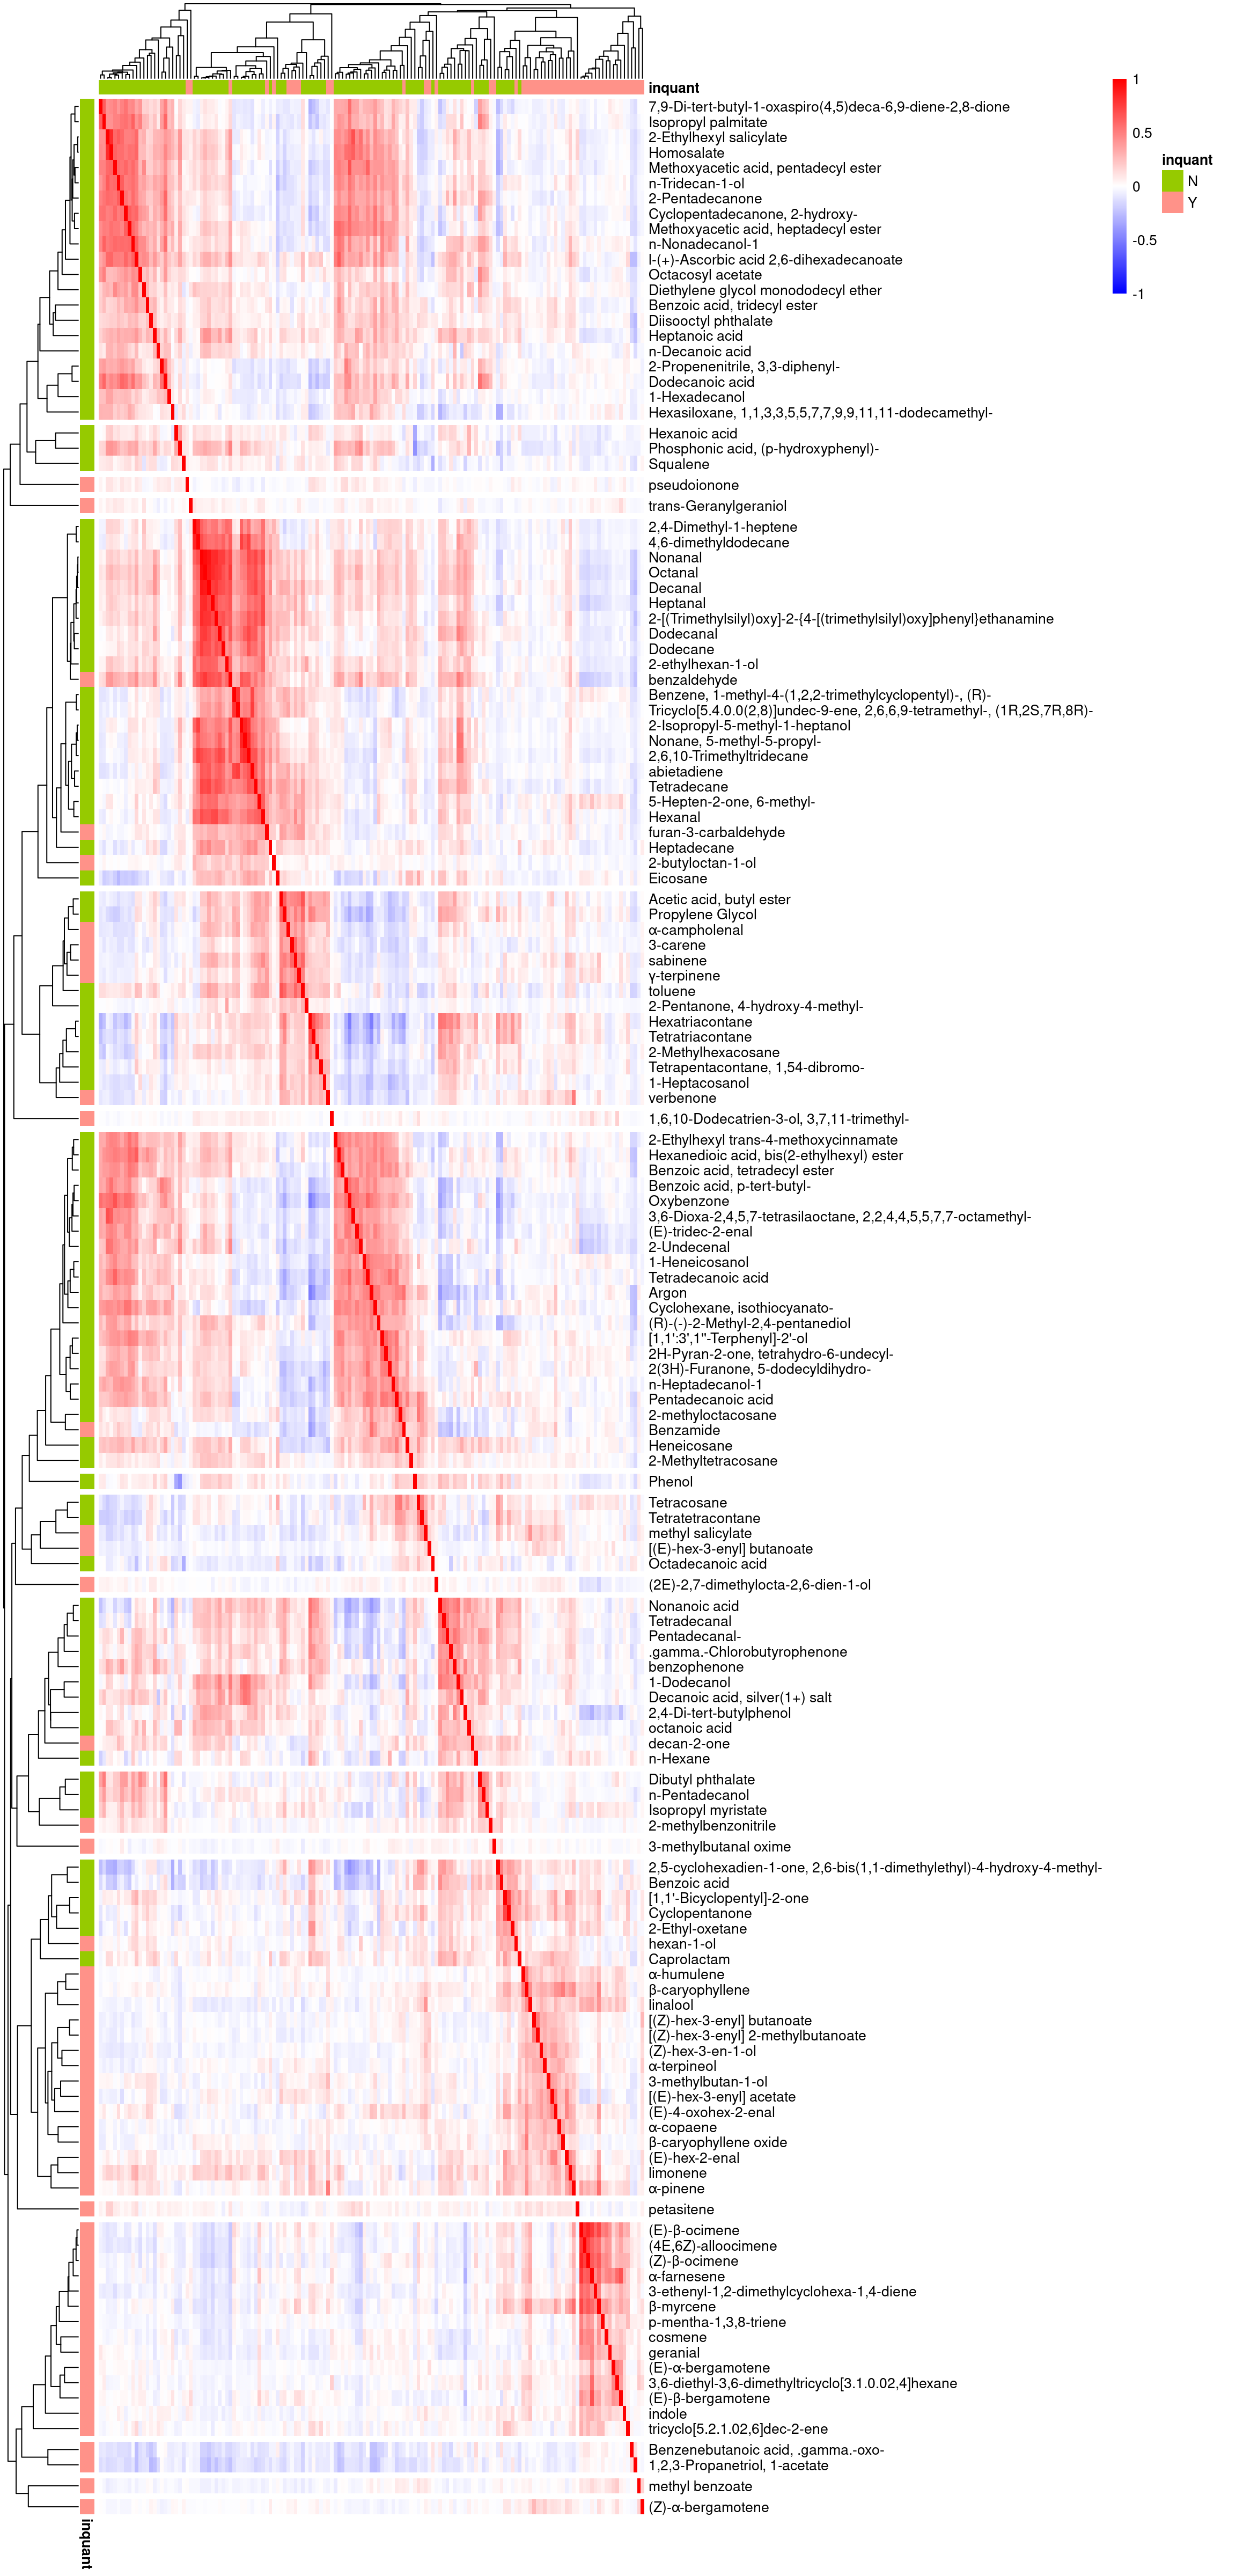 inquant
7,9-Di-tert-butyl-1-oxaspiro(4,5)deca-6,9-diene-2,8-dione
Isopropyl palmitate
2-Ethylhexyl salicylate
Homosalate
Methoxyacetic acid, pentadecyl ester
n-Tridecan-1-ol
2-Pentadecanone
Cyclopentadecanone, 2-hydroxy-
Methoxyacetic acid, heptadecyl ester
n-Nonadecanol-1
l-(+)-Ascorbic acid 2,6-dihexadecanoate
Octacosyl acetate
Diethylene glycol monododecyl ether
Benzoic acid, tridecyl ester
Diisooctyl phthalate
Heptanoic acid
n-Decanoic acid
2-Propenenitrile, 3,3-diphenyl-
Dodecanoic acid
1-Hexadecanol
Hexasiloxane, 1,1,3,3,5,5,7,7,9,9,11,11-dodecamethyl-
Hexanoic acid
Phosphonic acid, (p-hydroxyphenyl)-
Squalene
pseudoionone
trans-Geranylgeraniol
2,4-Dimethyl-1-heptene
4,6-dimethyldodecane
Nonanal
Octanal
Decanal
Heptanal
2-[(Trimethylsilyl)oxy]-2-{4-[(trimethylsilyl)oxy]phenyl}ethanamine
Dodecanal
Dodecane
2-ethylhexan-1-ol
benzaldehyde
Benzene, 1-methyl-4-(1,2,2-trimethylcyclopentyl)-, (R)-
Tricyclo[5.4.0.0(2,8)]undec-9-ene, 2,6,6,9-tetramethyl-, (1R,2S,7R,8R)-
2-Isopropyl-5-methyl-1-heptanol
Nonane, 5-methyl-5-propyl-
2,6,10-Trimethyltridecane
abietadiene
Tetradecane
5-Hepten-2-one, 6-methyl-
Hexanal
furan-3-carbaldehyde
Heptadecane
2-butyloctan-1-ol
Eicosane
Acetic acid, butyl ester
Propylene Glycol
α-campholenal
3-carene
sabinene
γ-terpinene
toluene
2-Pentanone, 4-hydroxy-4-methyl-
Hexatriacontane
Tetratriacontane
2-Methylhexacosane
Tetrapentacontane, 1,54-dibromo-
1-Heptacosanol
verbenone
1,6,10-Dodecatrien-3-ol, 3,7,11-trimethyl-
2-Ethylhexyl trans-4-methoxycinnamate
Hexanedioic acid, bis(2-ethylhexyl) ester
Benzoic acid, tetradecyl ester
Benzoic acid, p-tert-butyl-
Oxybenzone
3,6-Dioxa-2,4,5,7-tetrasilaoctane, 2,2,4,4,5,5,7,7-octamethyl-
(E)-tridec-2-enal
2-Undecenal
1-Heneicosanol
Tetradecanoic acid
Argon
Cyclohexane, isothiocyanato-
(R)-(-)-2-Methyl-2,4-pentanediol
[1,1':3',1''-Terphenyl]-2'-ol
2H-Pyran-2-one, tetrahydro-6-undecyl-
2(3H)-Furanone, 5-dodecyldihydro-
n-Heptadecanol-1
Pentadecanoic acid
2-methyloctacosane
Benzamide
Heneicosane
2-Methyltetracosane
Phenol
Tetracosane
Tetratetracontane
methyl salicylate
[(E)-hex-3-enyl] butanoate
Octadecanoic acid
(2E)-2,7-dimethylocta-2,6-dien-1-ol
Nonanoic acid
Tetradecanal
Pentadecanal-
.gamma.-Chlorobutyrophenone
benzophenone
1-Dodecanol
Decanoic acid, silver(1+) salt
2,4-Di-tert-butylphenol
octanoic acid
decan-2-one
n-Hexane
Dibutyl phthalate
n-Pentadecanol
Isopropyl myristate
2-methylbenzonitrile
3-methylbutanal oxime
2,5-cyclohexadien-1-one, 2,6-bis(1,1-dimethylethyl)-4-hydroxy-4-methyl-
Benzoic acid
[1,1'-Bicyclopentyl]-2-one
Cyclopentanone
2-Ethyl-oxetane
hexan-1-ol
Caprolactam
α-humulene
β-caryophyllene
linalool
[(Z)-hex-3-enyl] butanoate
[(Z)-hex-3-enyl] 2-methylbutanoate
(Z)-hex-3-en-1-ol
α-terpineol
3-methylbutan-1-ol
[(E)-hex-3-enyl] acetate
(E)-4-oxohex-2-enal
α-copaene
β-caryophyllene oxide
(E)-hex-2-enal
limonene
α-pinene
petasitene
(E)-β-ocimene
(4E,6Z)-alloocimene
(Z)-β-ocimene
α-farnesene
3-ethenyl-1,2-dimethylcyclohexa-1,4-diene
β-myrcene
p-mentha-1,3,8-triene
cosmene
geranial
(E)-α-bergamotene
3,6-diethyl-3,6-dimethyltricyclo[3.1.0.02,4]hexane
(E)-β-bergamotene
indole
tricyclo[5.2.1.02,6]dec-2-ene
Benzenebutanoic acid, .gamma.-oxo-
1,2,3-Propanetriol, 1-acetate
methyl benzoate
(Z)-α-bergamotene
inquant
1
0.5
0
-0.5
-1
inquant
N
Y